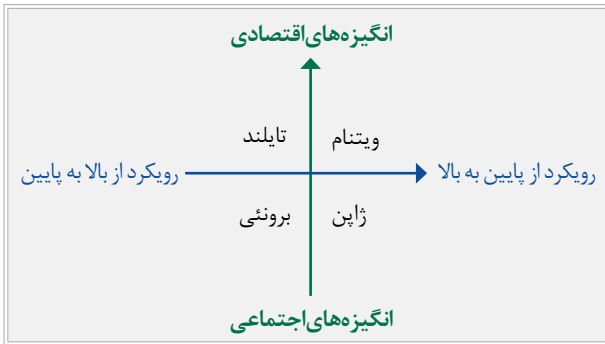 انگیزه‌های اقتصادی
ویتنام
تایلند
رویکرد از پایین به بالا
رویکرد از بالا به پایین
ژاپن
برونئی
انگیزه‌های اجتماعی